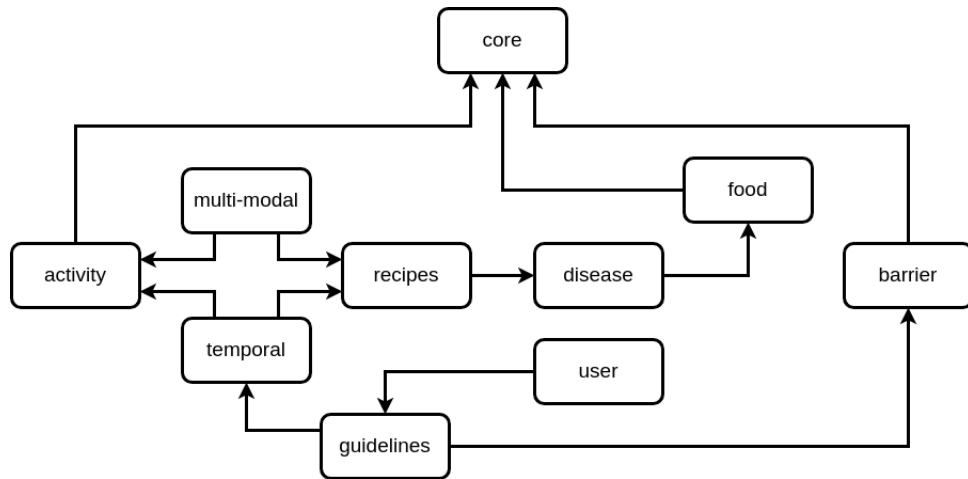 core
multi-modal
food
activity
recipes
disease
barrier
temporal
user
guidelines